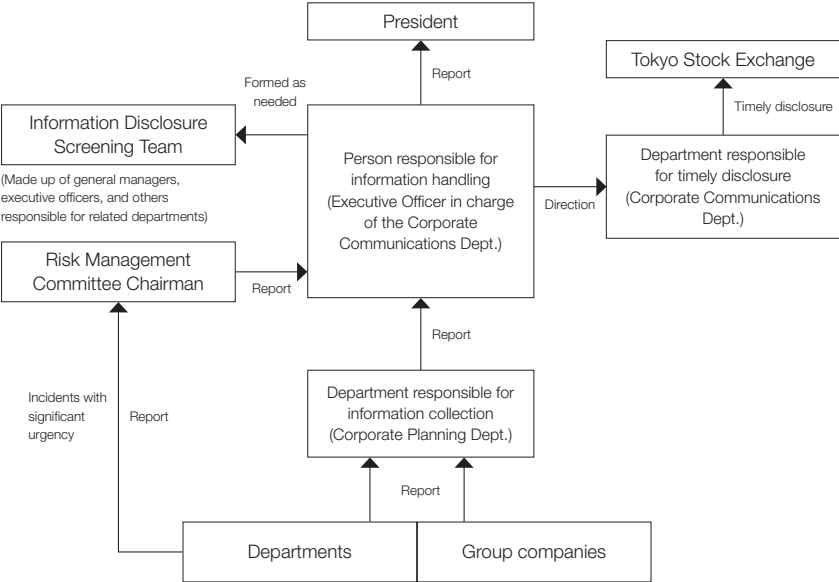 President
Report
Tokyo Stock Exchange
Timely disclosure
Formed as
needed
Information Disclosure
Screening Team
(Made up of general managers,
executive officers, and others
responsible for related departments)
Person responsible for
information handling
(Executive Officer in charge
of the Corporate
Communications Dept.)
Direction
Department responsible
for timely disclosure
(Corporate Communications
Dept.)
Risk Management
Committee Chairman
Report
Report
Department responsible for
information collection
(Corporate Planning Dept.)
Incidents with
significant
urgency
Report
Report
Departments
Group companies